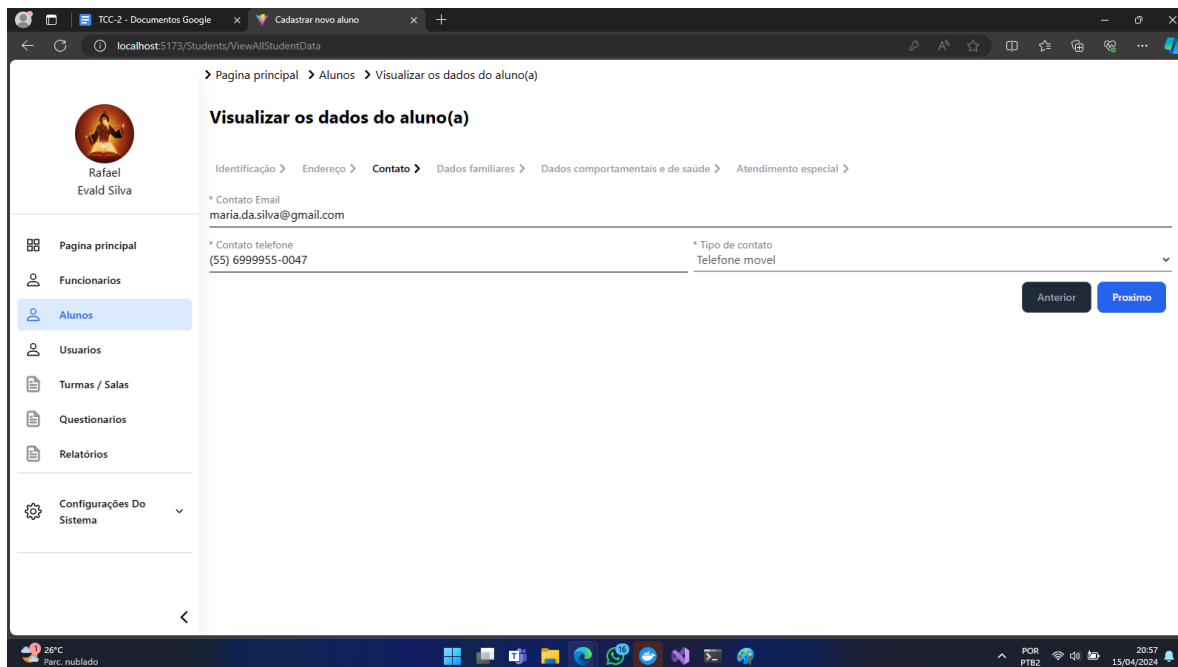 TCC-2 - Documentos Google
Cadastrar novo aluno
localhost:5173/Students/ViewAllStudentData
Pagina principal Alunos Visualizar os dados do aluno(a)
Visualizar os dados do aluno(a)
Rafael
Evald Silva
Identificação Endereço Contato Dados familiares Dados comportamentais e de saúde Atendimento especial
* Contato Email
maria.da.silva@gmail.com
* Contato telefone
(55) 6999955-0047
* Tipo de contato
Telefone movel
Anterior
Proximo
Pagina principal
Funcionarios
Alunos
Usuarios
Turmas / Salas
Questionarios
Relatórios
Configurações Do
Sistema
1
26°C
Parc. nublado
16
POR
PTB2
20:57
15/04/2024